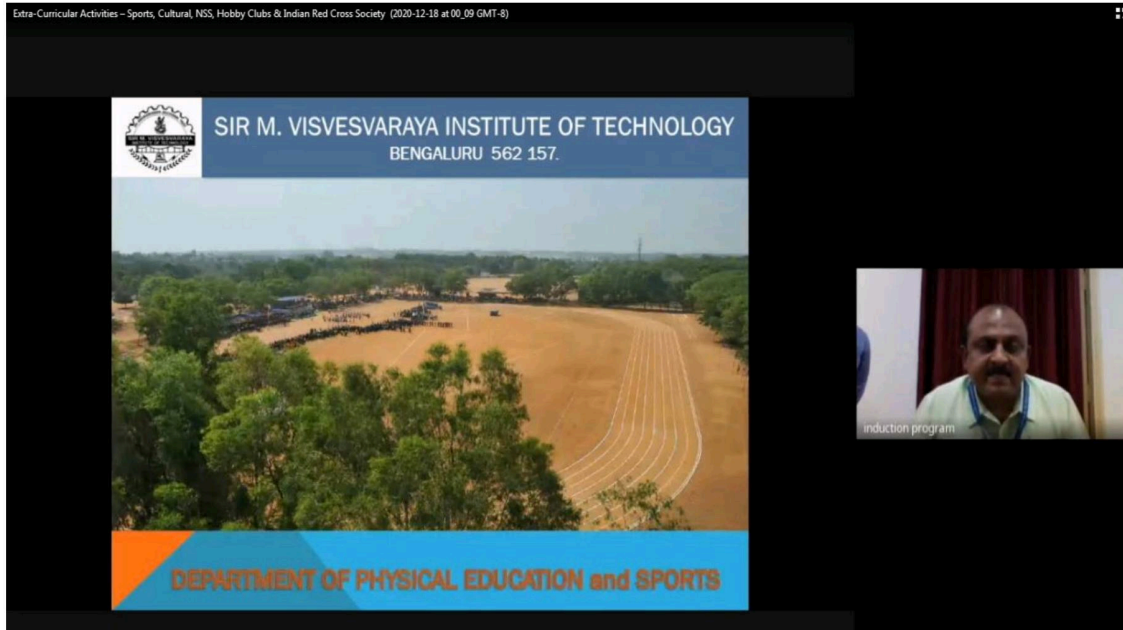 Extra-Curricular Activities – Sports, Cultural, NSS, Hobby Clubs & Indian Red Cross Society (2020-12-18 at 00_09 GMT-8)
SIR M. VISVESVARAYA INSTITUTE OF TECHNOLOGY
BENGALURU 562 157.
induction program
DEPARTMENT OF PHYSICAL EDUCATION and SPORTS